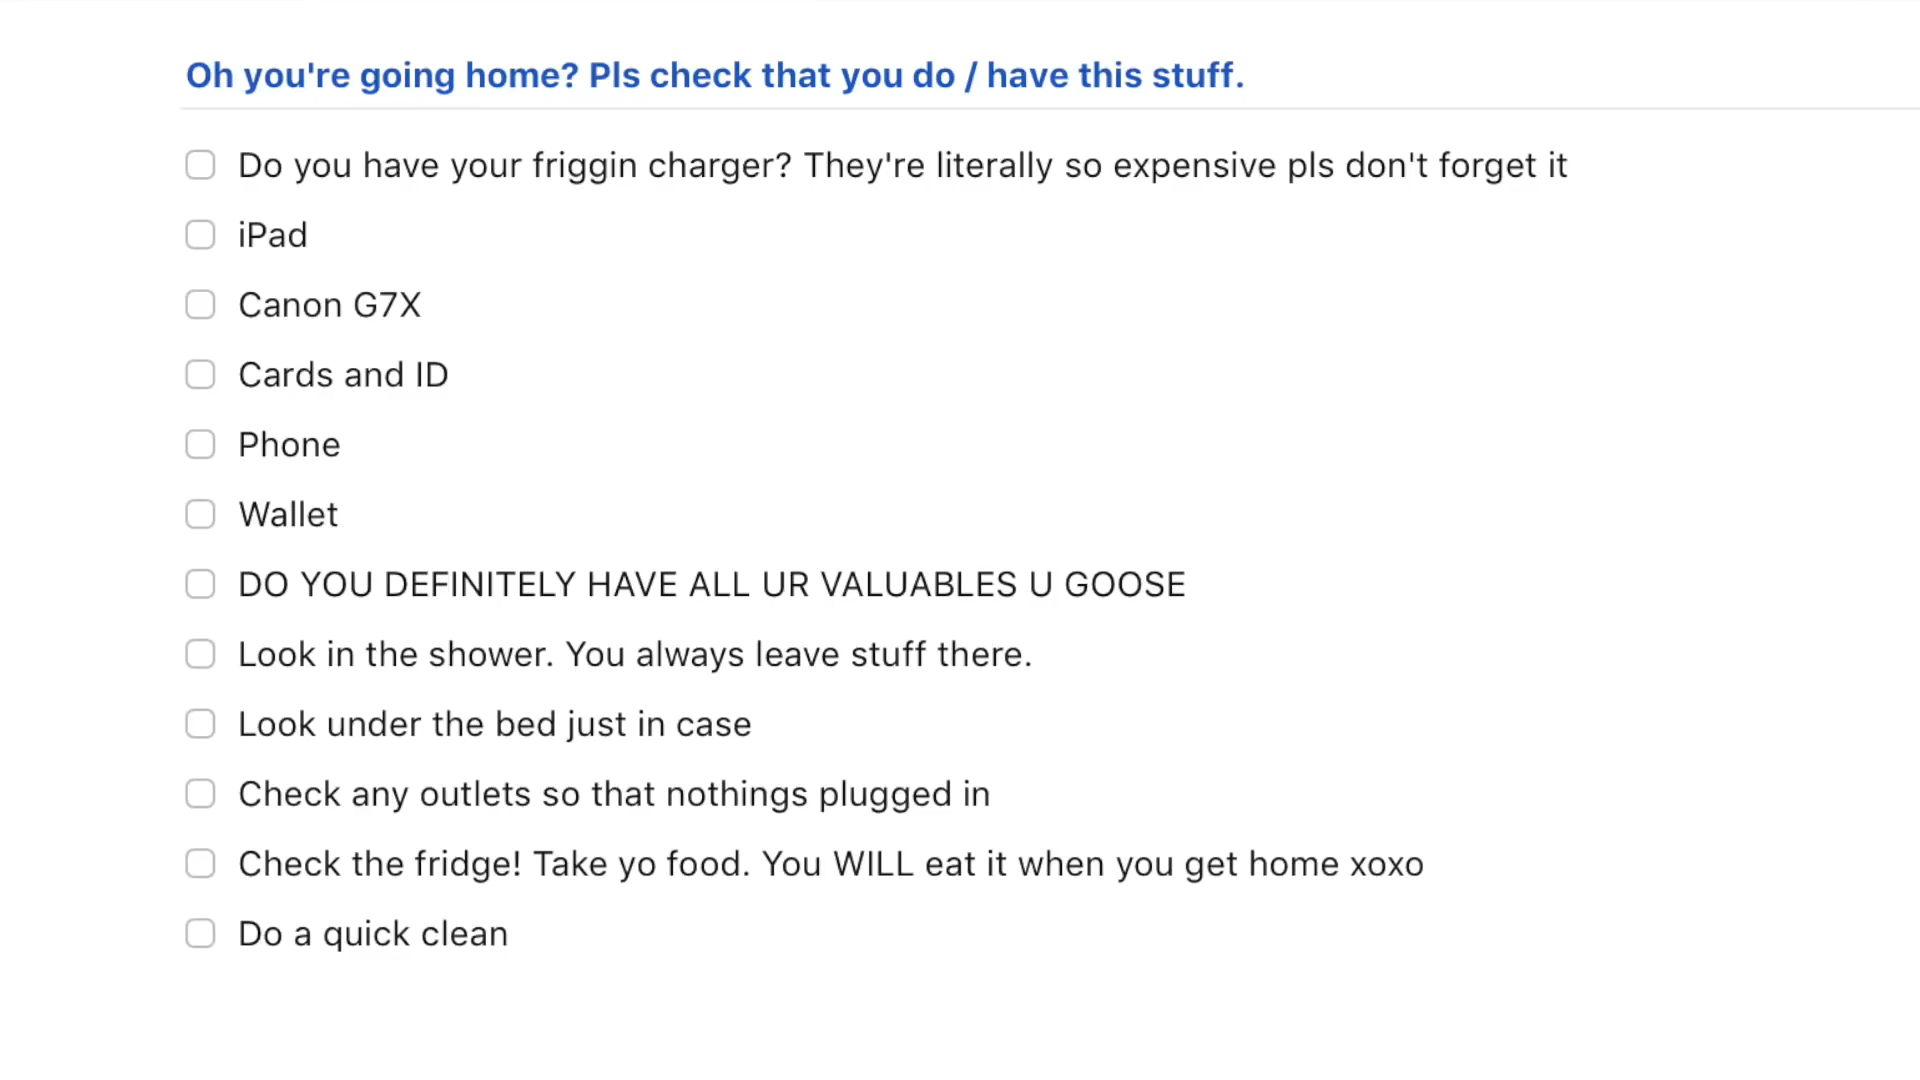 Oh you're going home? Pls check that you do / have this stuff.
Do you have your friggin charger? They're literally so expensive pls don't forget it
iPad
Canon G7X
Cards and ID
Phone
Wallet
DO YOU DEFINITELY HAVE ALL UR VALUABLES U GOOSE
Look in the shower. You always leave stuff there.
Look under the bed just in case
Check any outlets so that nothings plugged in
Check the fridge! Take yo food. You WILL eat it when you get home xoxo
Do a quick clean